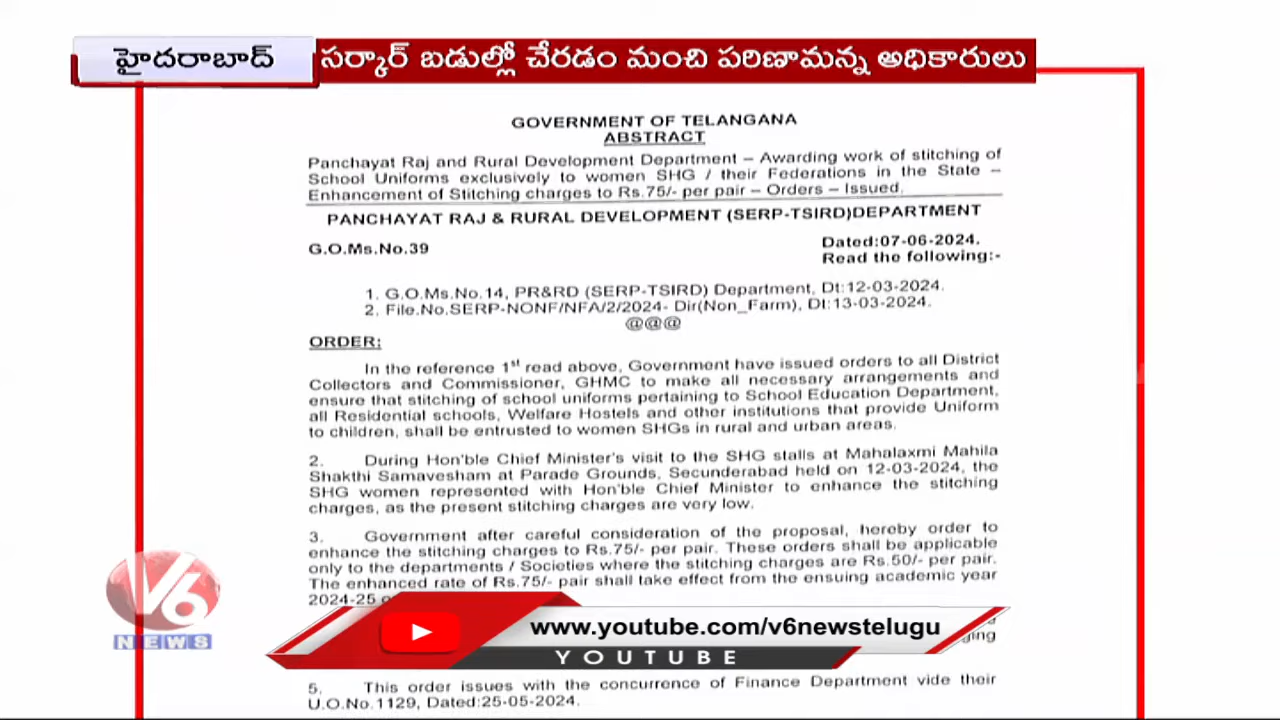 హైదరాబాద్ సర్కార్ బడుల్లో చేరడం మంచి పరిణామన్న అధికారులు
GOVERNMENT OF TELANGANA
ABSTRACT
Panchayat Raj and Rural Development Department – Awarding work of stitching of
School Uniforms exclusively to women SHG / their Federations in the State –
Enhancement of Stitching charges to Rs.75/- per pair – Orders – Issued.
PANCHAYAT RAJ & RURAL DEVELOPMENT (SERP-TSIRD)DEPARTMENT
G.O.Ms.No.39
Dated:07-06-2024.
Read the following:-
1. G.O.Ms.No.14, PR&RD (SERP-TSIRD) Department, Dt:12-03-2024.
2. File.No.SERP-NONF/NFA/2/2024- Dir(Non_Farm), Dt:13-03-2024.
@@@
ORDER:
In the reference 1st read above, Government have issued orders to all District
Collectors and Commissioner, GHMC to make all necessary arrangements and
ensure that stitching of school uniforms pertaining to School Education Department,
all Residential schools, Welfare Hostels and other institutions that provide Uniform
to children, shall be entrusted to women SHGs in rural and urban areas.
2. During Hon'ble Chief Minister's visit to the SHG stalls at Mahalaxmi Mahila
Shakthi Samavesham at Parade Grounds, Secunderabad held on 12-03-2024, the
SHG women represented with Hon'ble Chief Minister to enhance the stitching
charges, as the present stitching charges are very low.
3. Government after careful consideration of the proposal, hereby order to
enhance the stitching charges to Rs.75/- per pair. These orders shall be applicable
only to the departments / Societies where the stitching charges are Rs.50/- per pair.
The enhanced rate of Rs.75/- pair shall take effect from the ensuing academic year
2024-25
V6
NEWS
www.youtube.com/v6newstelugu
YOUTUBE
5. This order issues with the concurrence of Finance Department vide their
U.O.No.1129, Dated:25-05-2024.